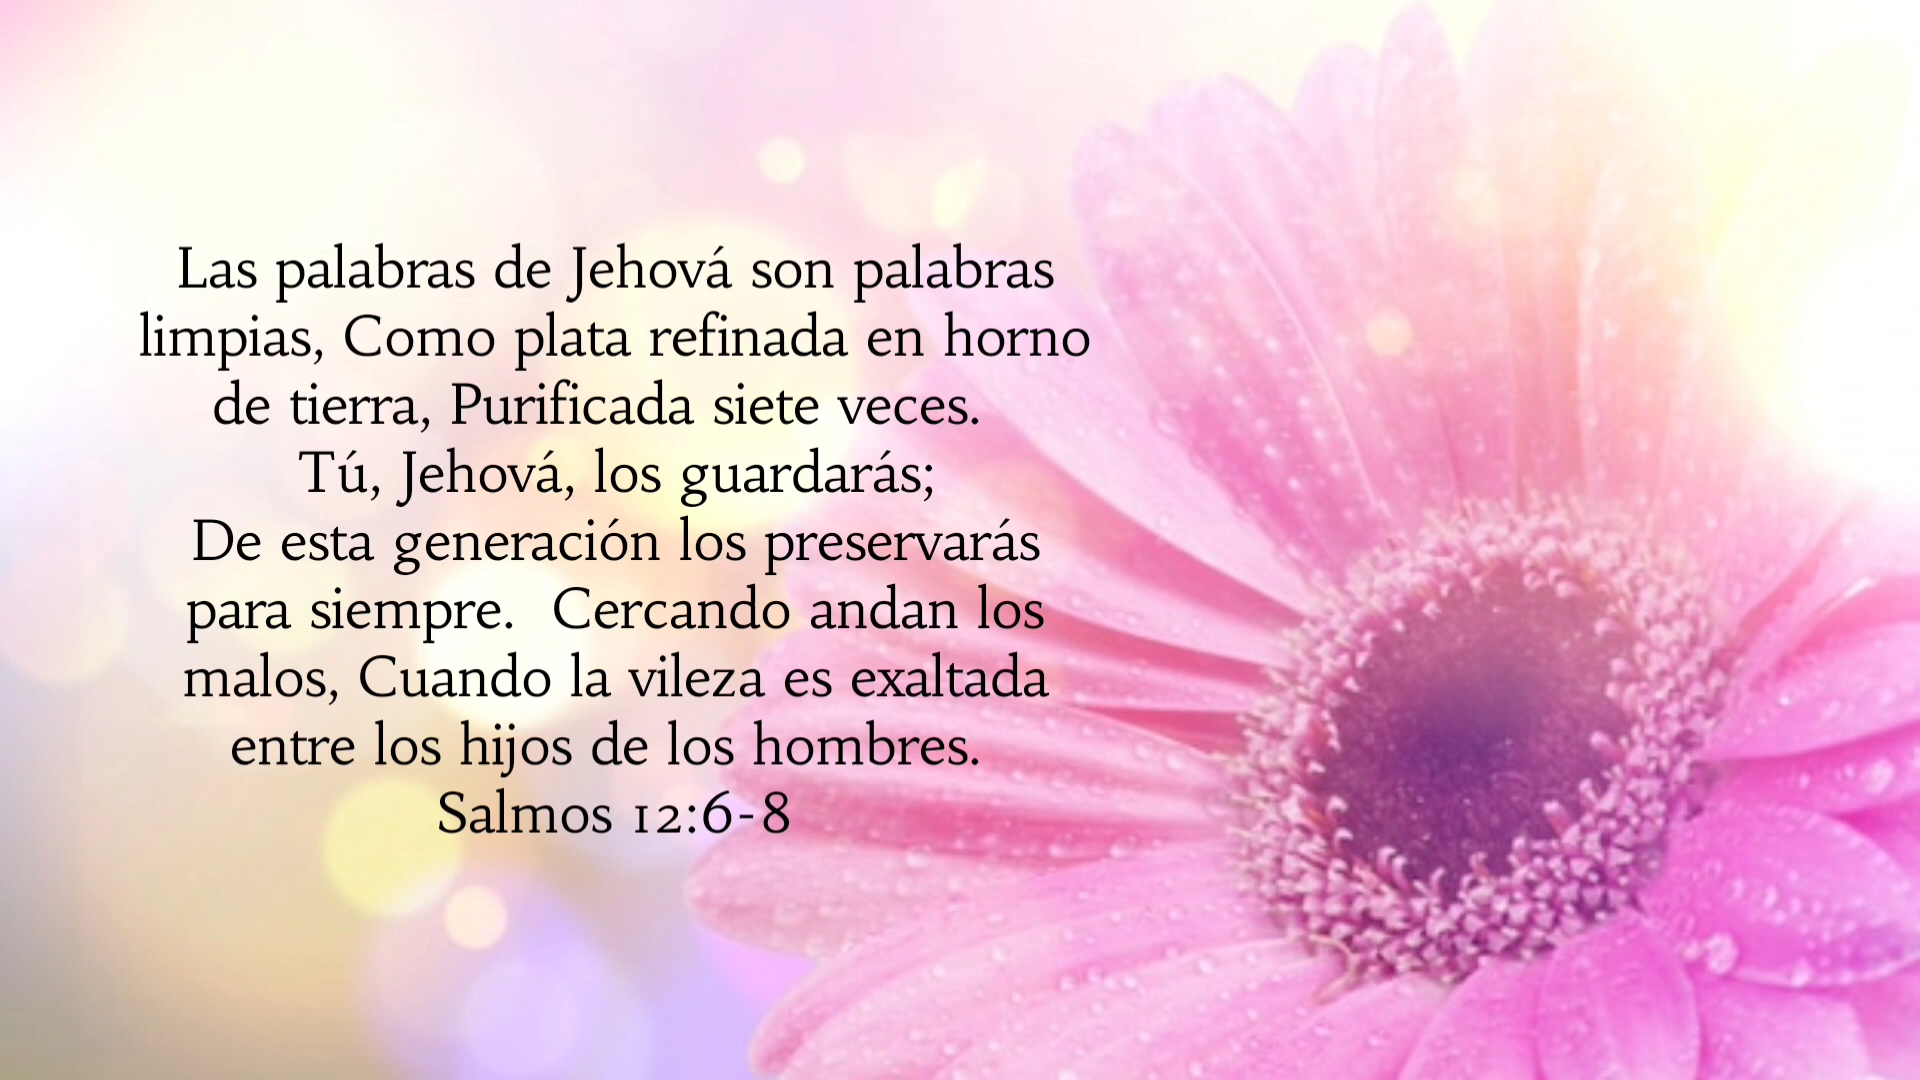 Las palabras de Jehová son palabras
limpias, Como plata refinada en horno
de tierra, Purificada siete veces.
Tú, Jehová, los guardarás;
De esta generación los preservarás
para siempre.  Cercando andan los
malos, Cuando la vileza es exaltada
entre los hijos de los hombres.
Salmos 12:6-8